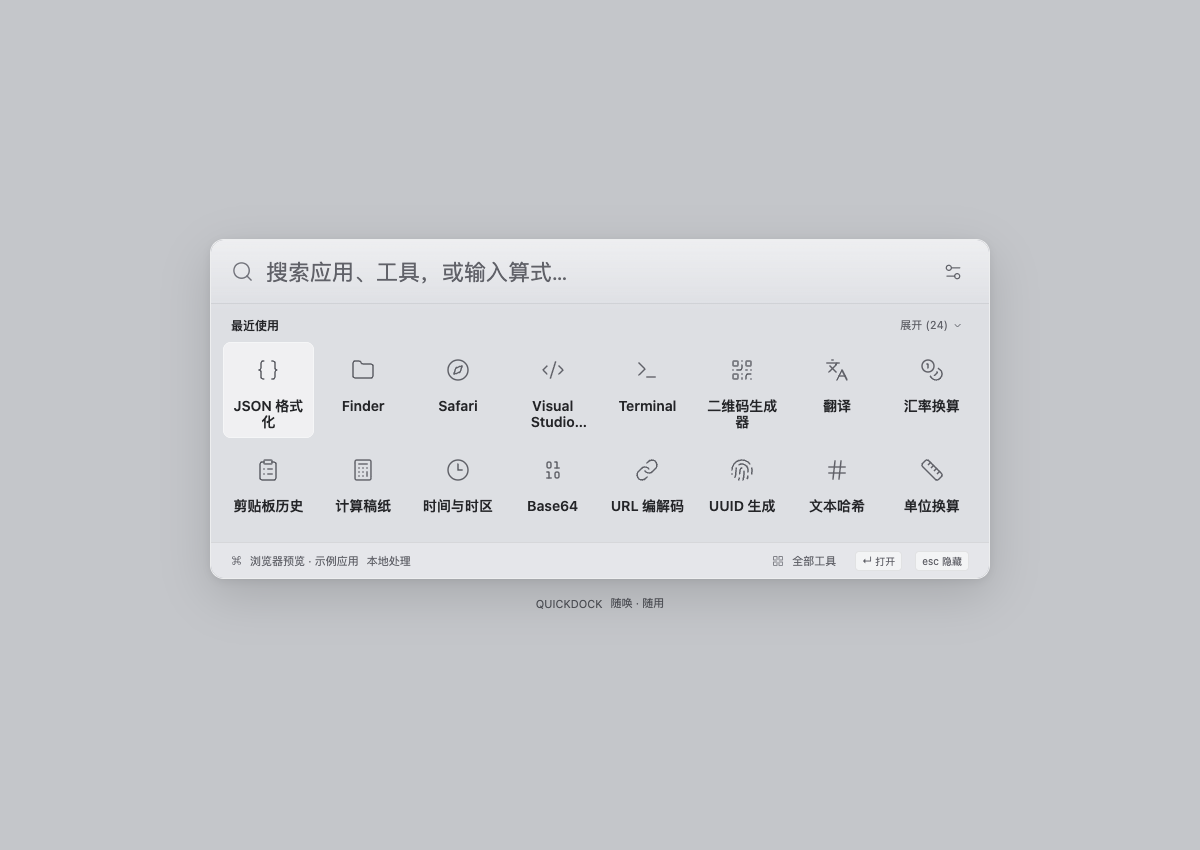 搜索应用、工具，或输入算式...
最近使用
展开 (24)
JSON 格式
化
Finder
Safari
Visual
Studio...
Terminal
二维码生成
器
翻译
汇率换算
剪贴板历史
计算稿纸
时间与时区
01
10
Base64
URL 编解码
UUID 生成
文本哈希
单位换算
⌘ 浏览器预览 · 示例应用 本地处理
全部工具
↵ 打开
esc 隐藏
QUICKDOCK 随唤 · 随用